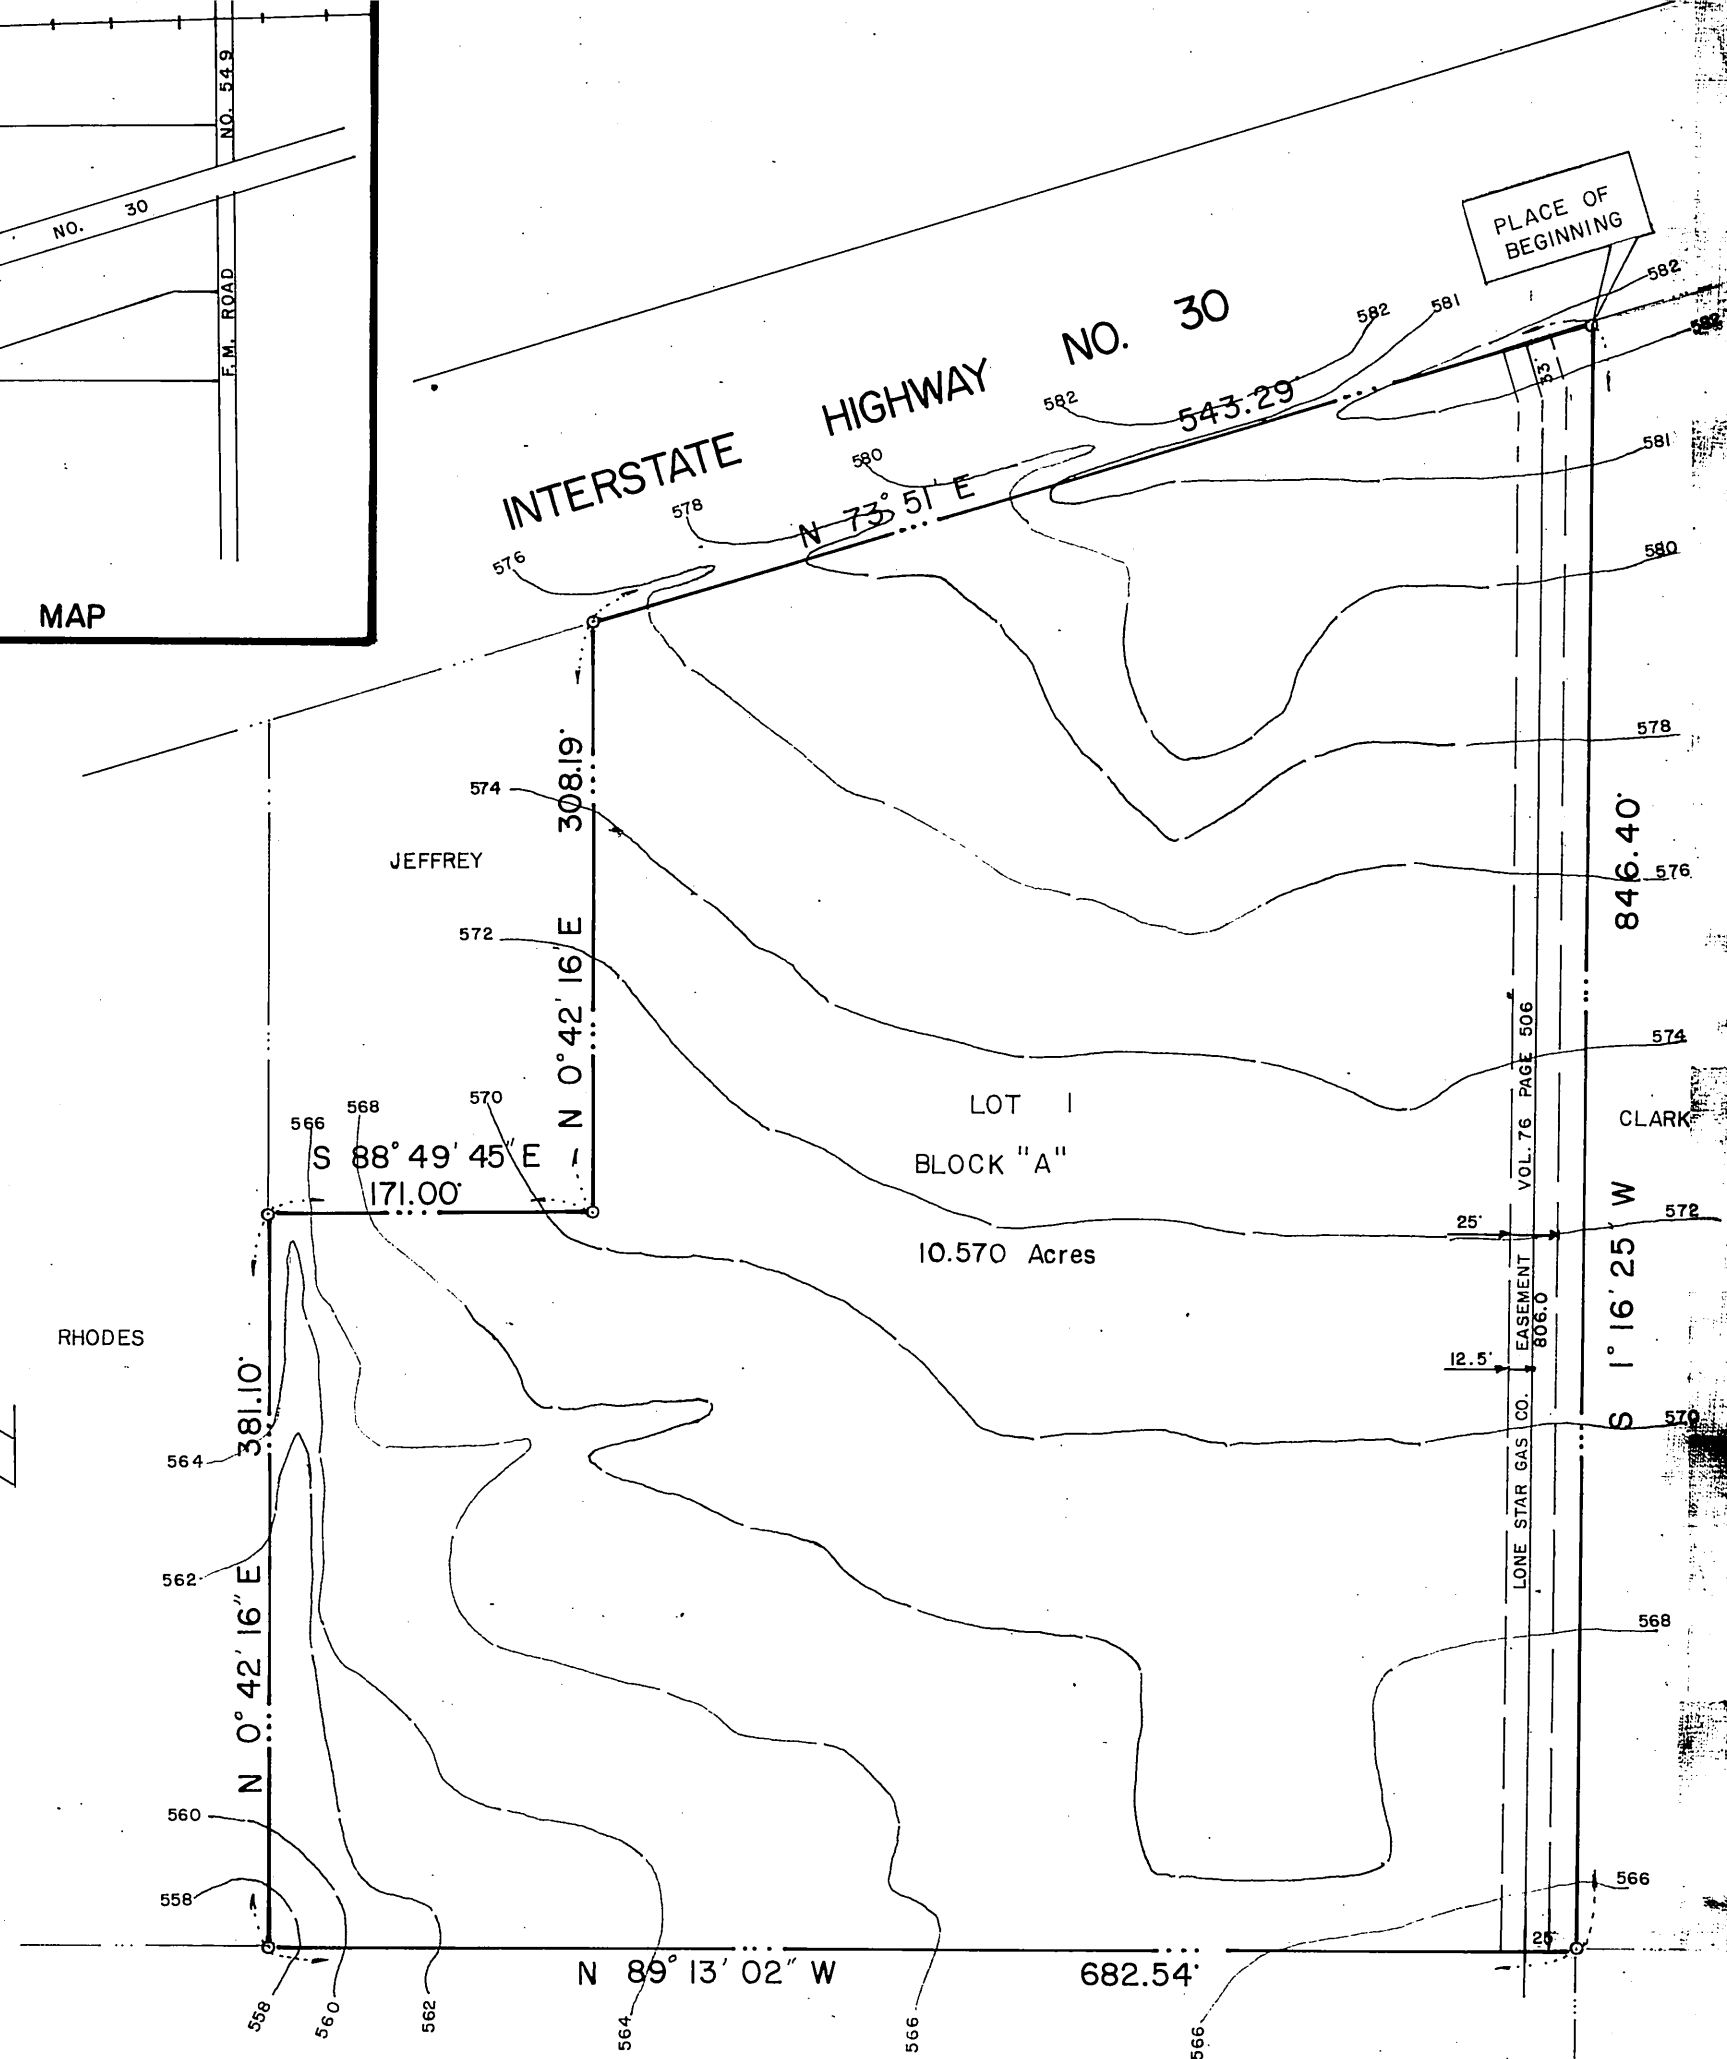 NO. 549
NO. 30
F.M. ROAD
MAP
PLACE OF
BEGINNING
INTERSTATE HIGHWAY NO. 30
N 73° 51' E 543.29'
582
582
581
582
582
580
578
576
33'
581
580
578
576
574
572
570
568
566
846.40'
S 1° 16' 25" W
CLARK
308.19'
N 0° 42' 16" E
574
JEFFREY
572
570
568
566
S 88° 49' 45" E
171.00'
LOT 1
BLOCK "A"
10.570 Acres
VOL. 76 PAGE 506
LONE STAR GAS CO. EASEMENT
806.0
25'
12.5'
RHODES
381.10'
N 0° 42' 16" E
564
562
560
558
25'
N 89° 13' 02" W 682.54'
558
560
562
564
566
566